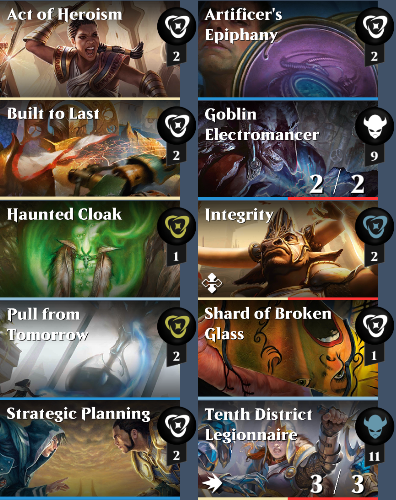 Act of Heroism
2
Artificer's
Epiphany
2
Built to Last
2
Goblin
Electromancer
9
2 / 2
Haunted Cloak
1
Integrity
2
Pull from
Tomorrow
2
Shard of Broken
Glass
1
Strategic Planning
2
Tenth District
Legionnaire
11
3 / 3